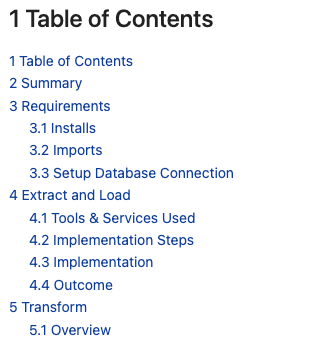 1 Table of Contents
1 Table of Contents
2 Summary
3 Requirements
3.1 Installs
3.2 Imports
3.3 Setup Database Connection
4 Extract and Load
4.1 Tools & Services Used
4.2 Implementation Steps
4.3 Implementation
4.4 Outcome
5 Transform
5.1 Overview